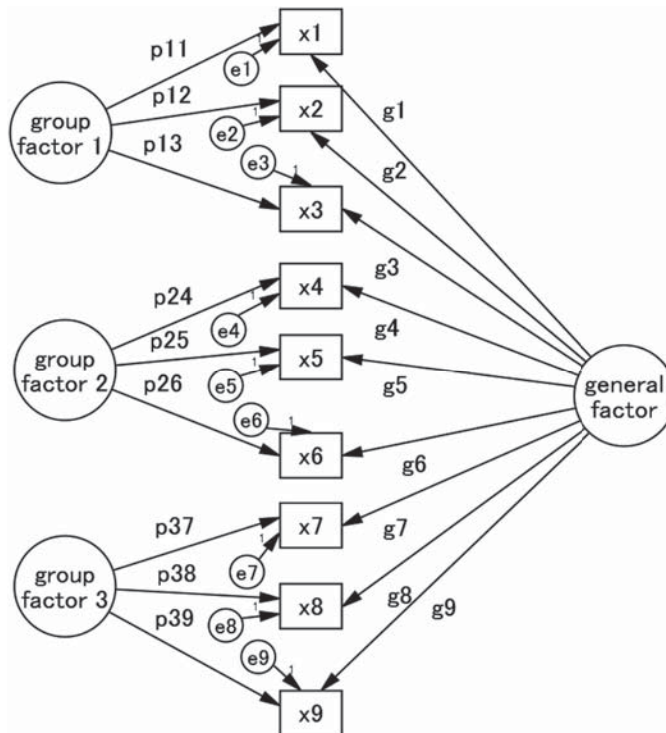 x1
p11
1
e1
g1
p12
x2
1
e2
group
factor 1
g2
p13
e3
1
x3
g3
p24
x4
1
e4
g4
p25
x5
1
e5
group
factor 2
g5
general
factor
p26
e6
1
x6
g6
p37
x7
1
e7
g7
group
factor 3
p38
x8
1
e8
g8
g9
p39
e9
1
x9